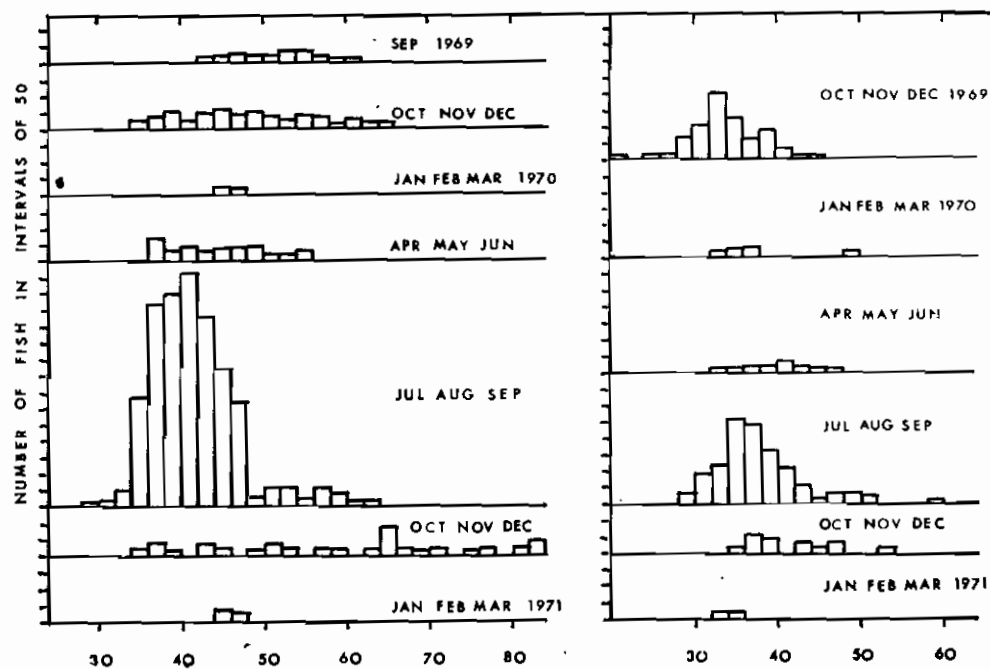 NUMBER OF FISH IN INTERVALS OF 50
SEP 1969
OCT NOV DEC
JAN FEB MAR 1970
APR MAY JUN
JUL AUG SEP
OCT NOV DEC
JAN FEB MAR 1971
30 40 50 60 70 80
OCT NOV DEC 1969
JAN FEB MAR 1970
APR MAY JUN
JUL AUG SEP
OCT NOV DEC
JAN FEB MAR 1971
30 40 50 60